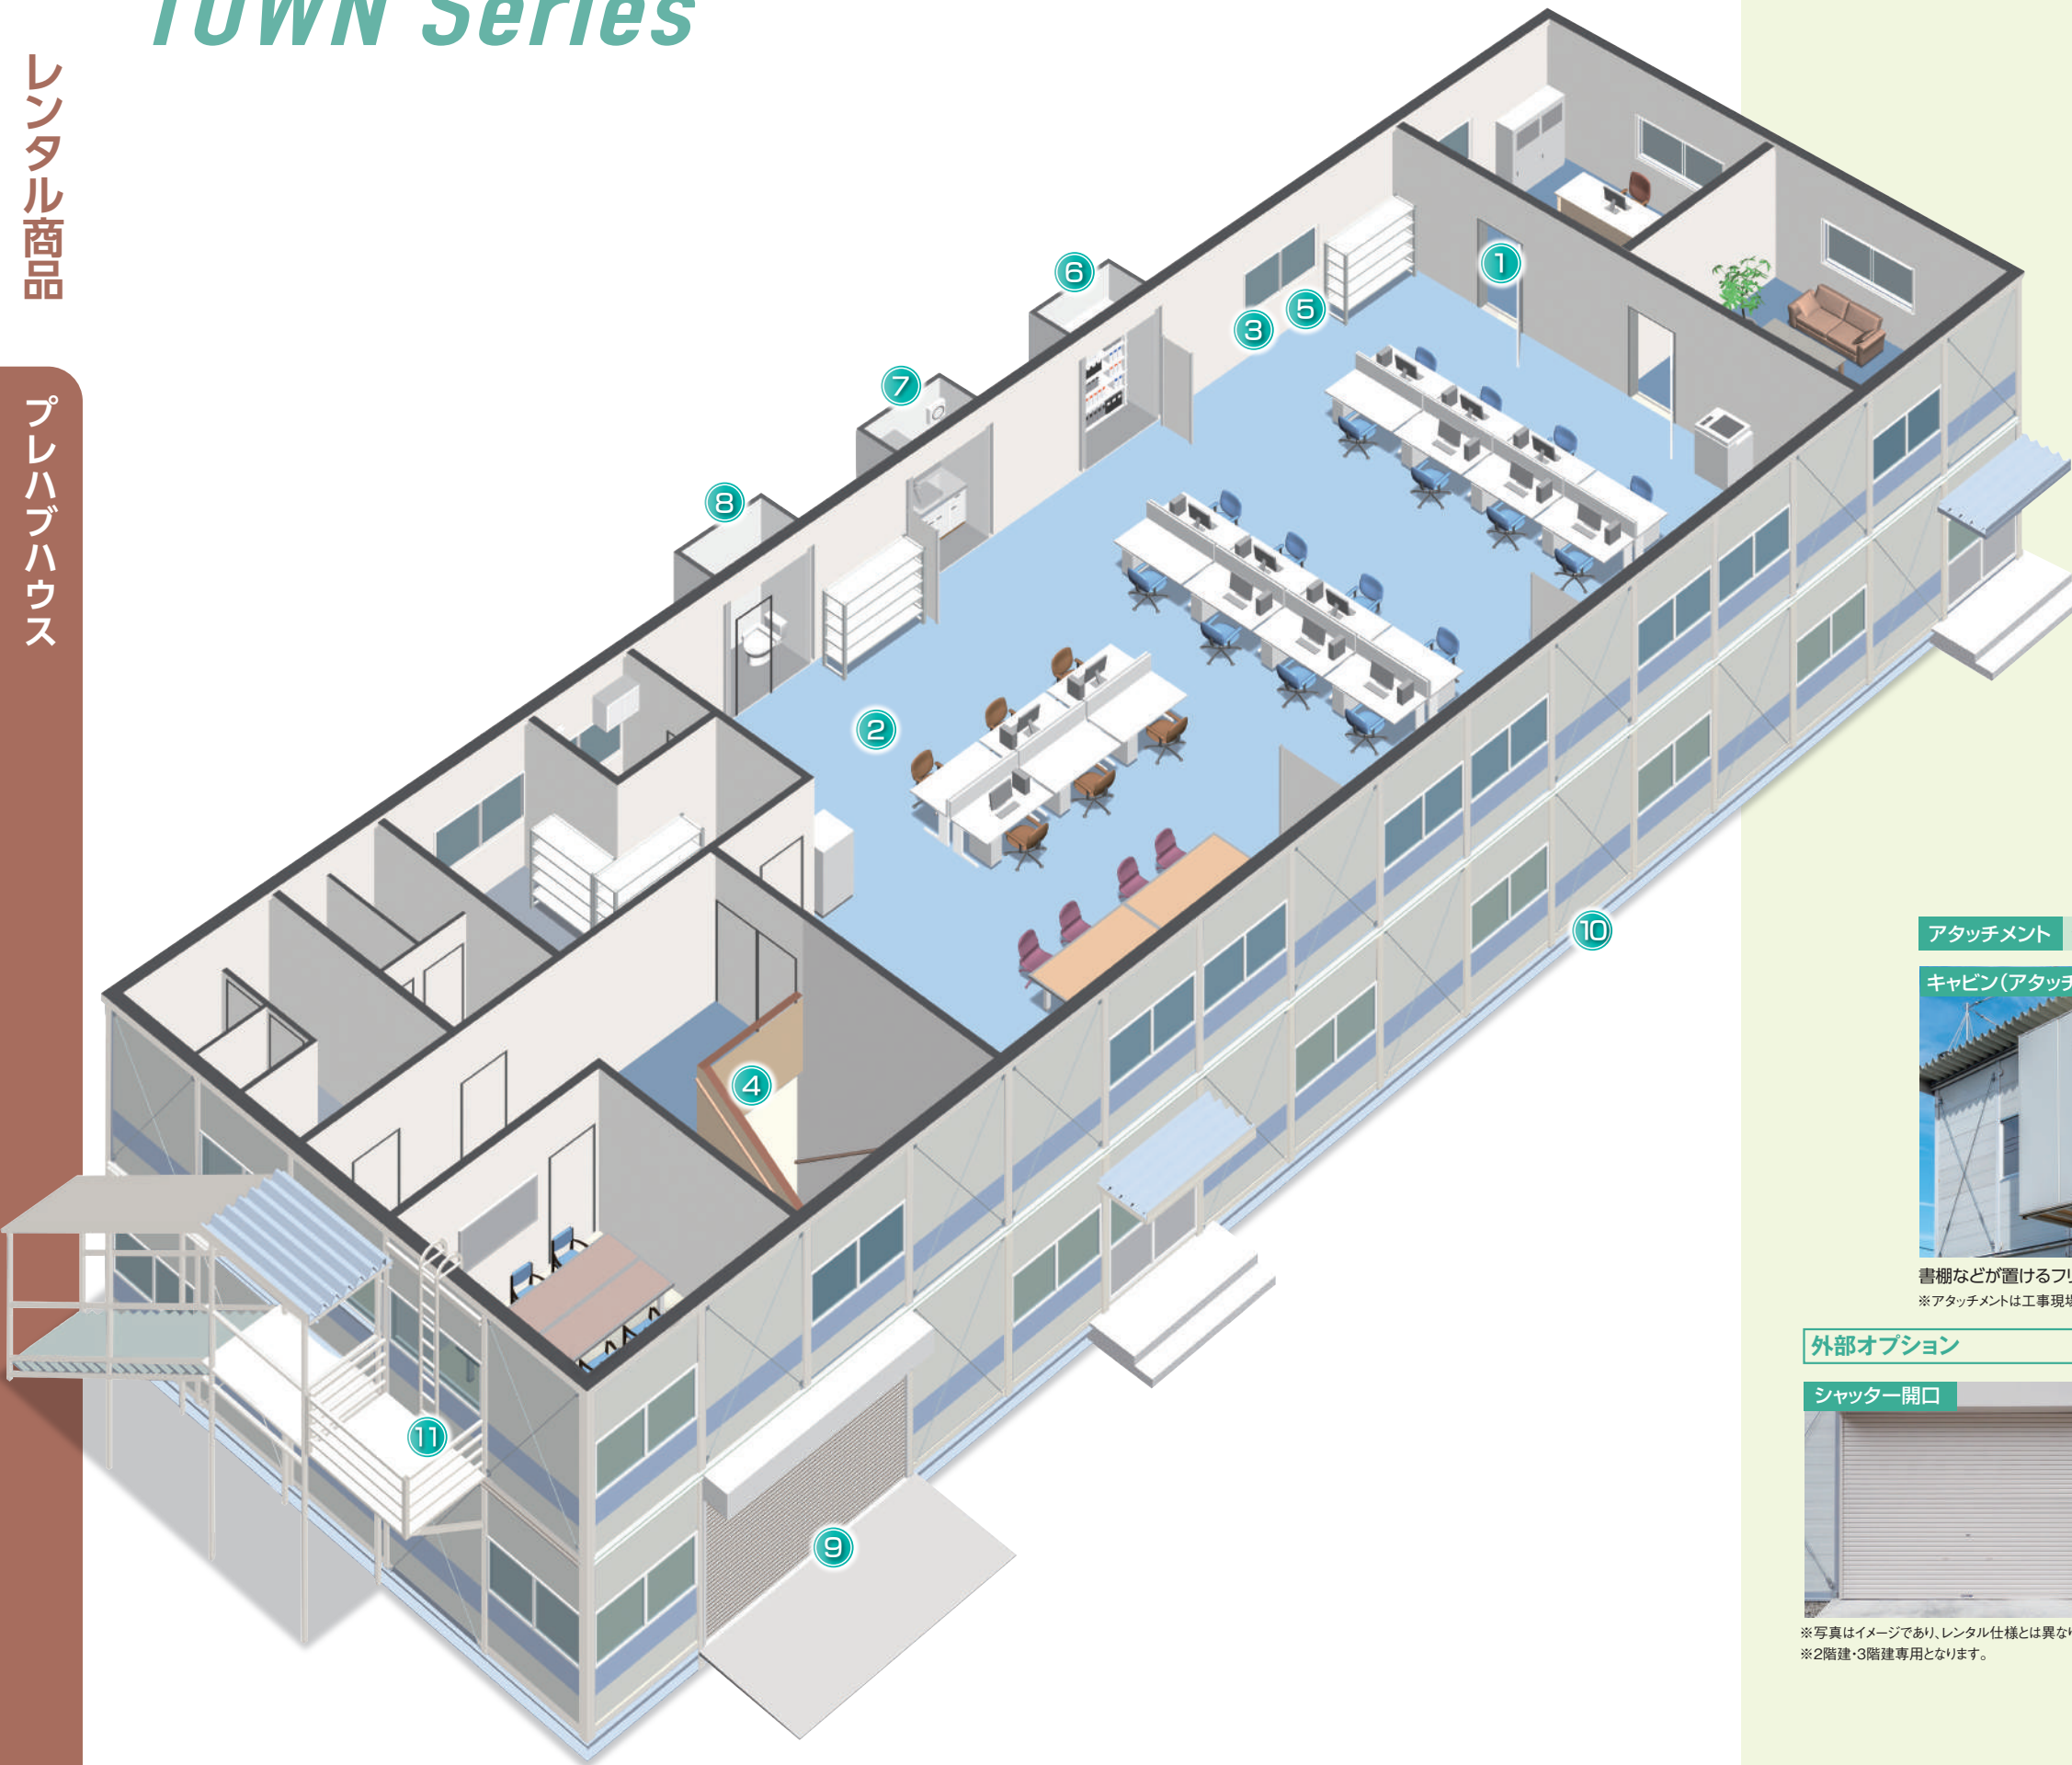 TOWN Series
レンタル商品
プレハブハウス
6
1
5
3
7
8
2
10
4
11
9
アタッチメント
キャビン(アタッチ
書棚などが置けるフリ
※アタッチメントは工事現場
外部オプション
シャッター開口
※写真はイメージであり、レンタル仕様とは異なり
※2階建・3階建専用となります。